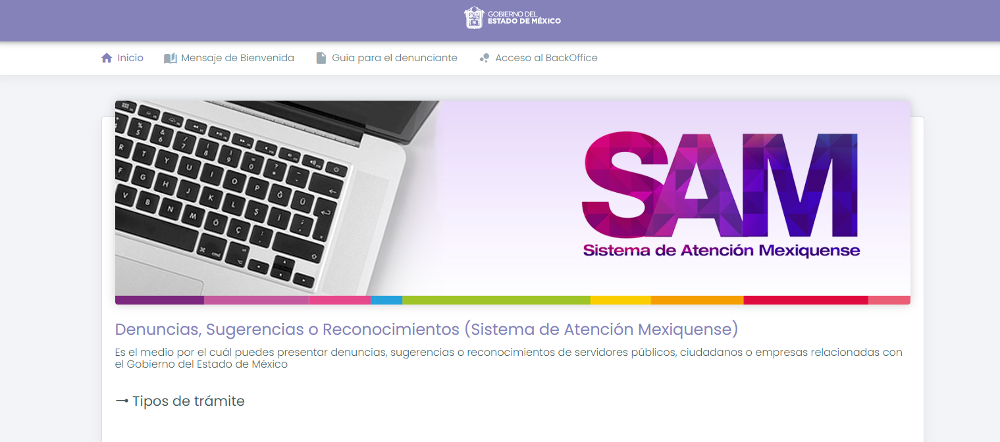 GOBIERNO DEL
ESTADO DE MÉXICO
Inicio
Mensaje de Bienvenida
Guía para el denunciante
Acceso al BackOffice
SAM
Sistema de Atención Mexiquense
Denuncias, Sugerencias o Reconocimientos (Sistema de Atención Mexiquense)
Es el medio por el cuál puedes presentar denuncias, sugerencias o reconocimientos de servidores públicos, ciudadanos o empresas relacionadas con
el Gobierno del Estado de México
Tipos de trámite